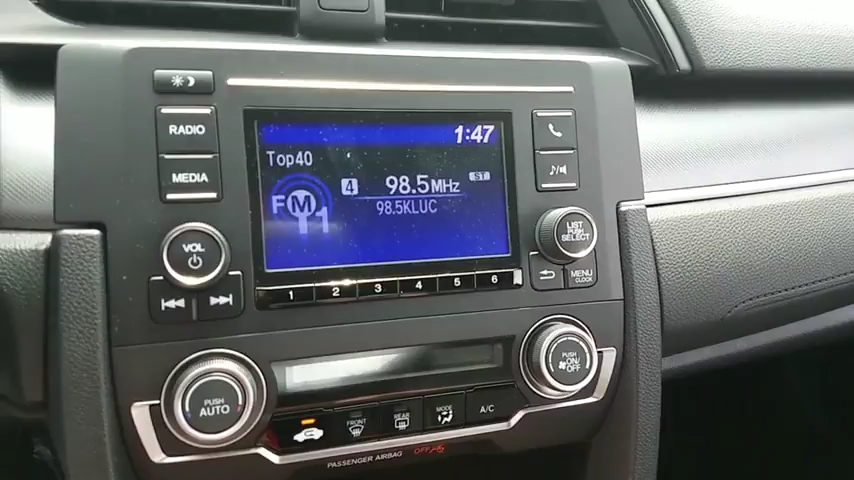 1:47
RADIO
Top40
MEDIA
4 98.5MHz ST
FM1
98.5KLUC
VOL
LIST
PUSH
SELECT
MENU
CLOCK
1 2 3 4 5 6
PUSH
AUTO
PUSH
ON/
OFF
FRONT
REAR
MODE
A/C
PASSENGER AIRBAG OFF